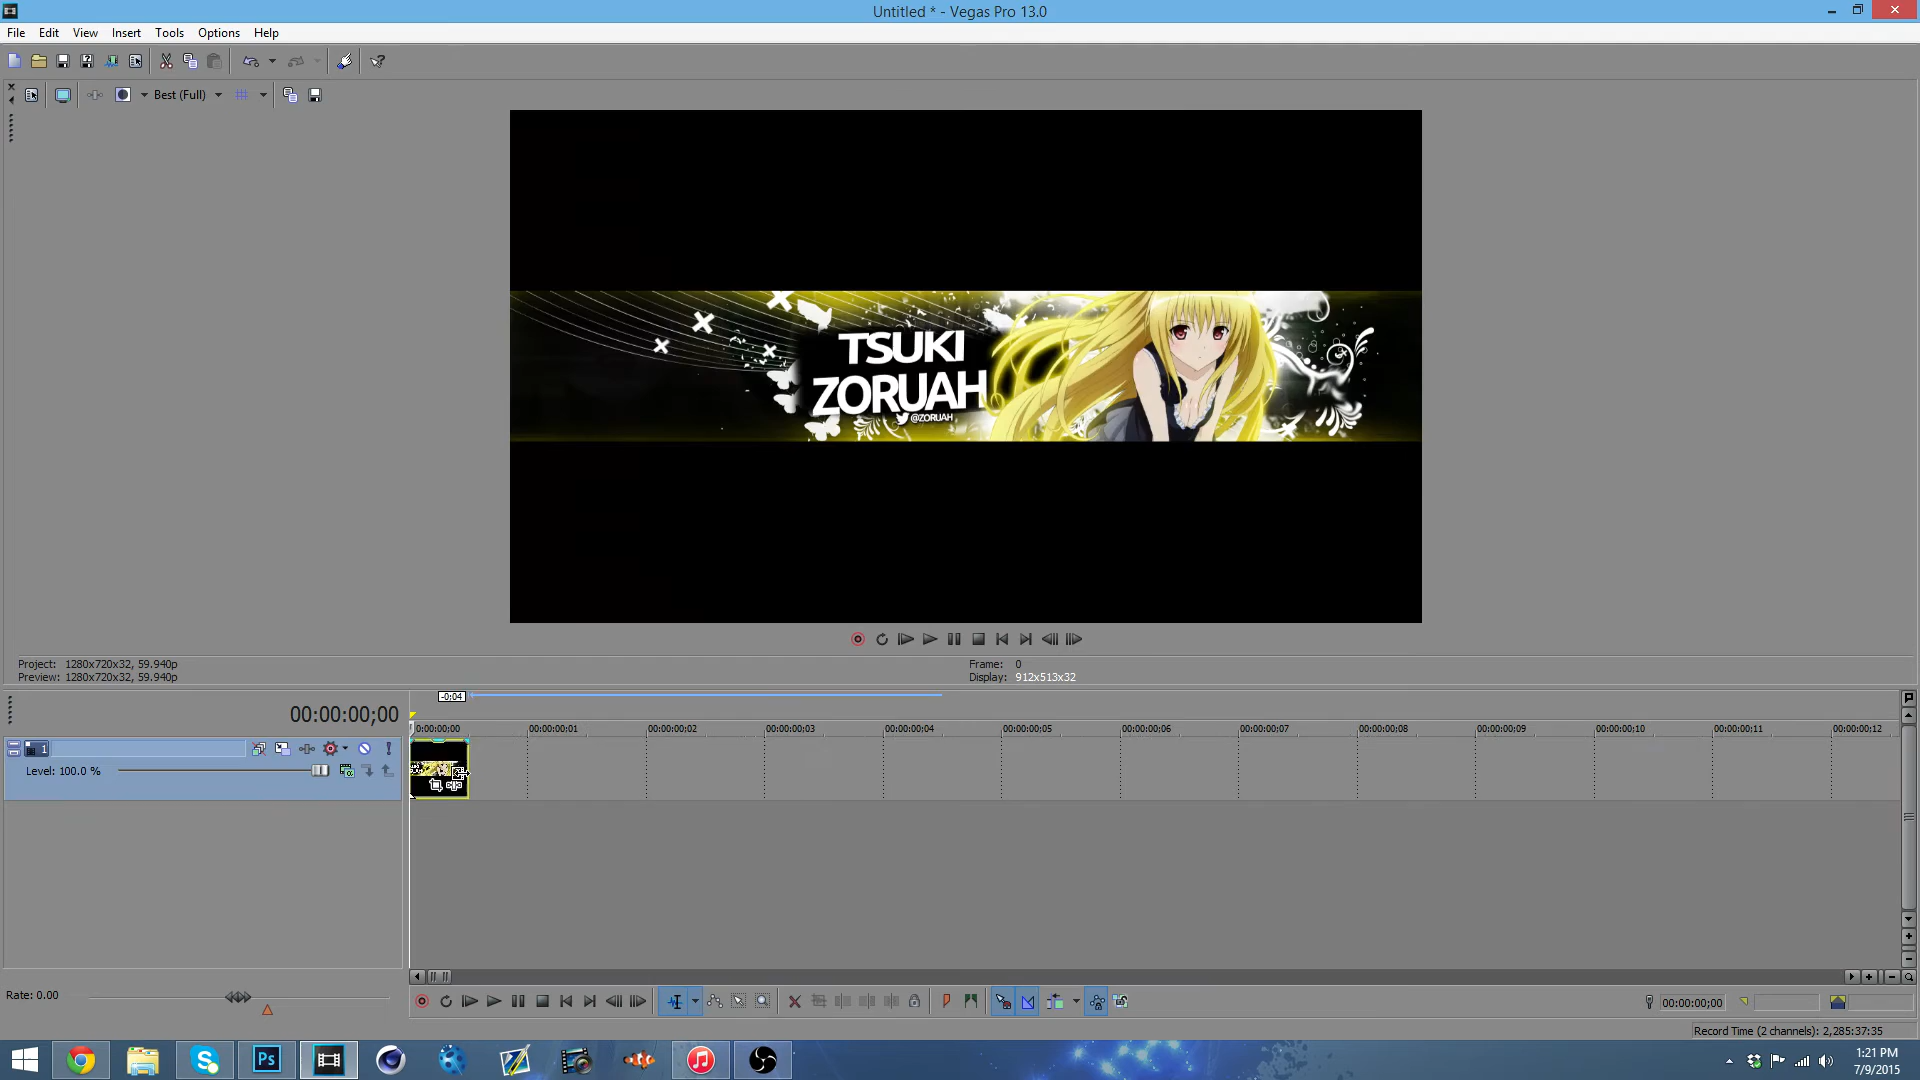 Untitled * - Vegas Pro 13.0
File Edit View Insert Tools Options Help
Best (Full)
TSUKI
ZORUAH
@ZORUAH
Project: 1280x720x32, 59.940p
Preview: 1280x720x32, 59.940p
Frame: 0
Display: 912x513x32
-0;04
00:00:00;00
0:00:00;00 00:00:00;01 00:00:00;02 00:00:00;03 00:00:00;04 00:00:00;05 00:00:00;06 00:00:00;07 00:00:00;08 00:00:00;09 00:00:00;10 00:00:00;11 00:00:00;12
1
Level: 100.0 %
Rate: 0.00
00:00:00;00
Record Time (2 channels): 2,285:37:35
Ps
1:21 PM
7/9/2015